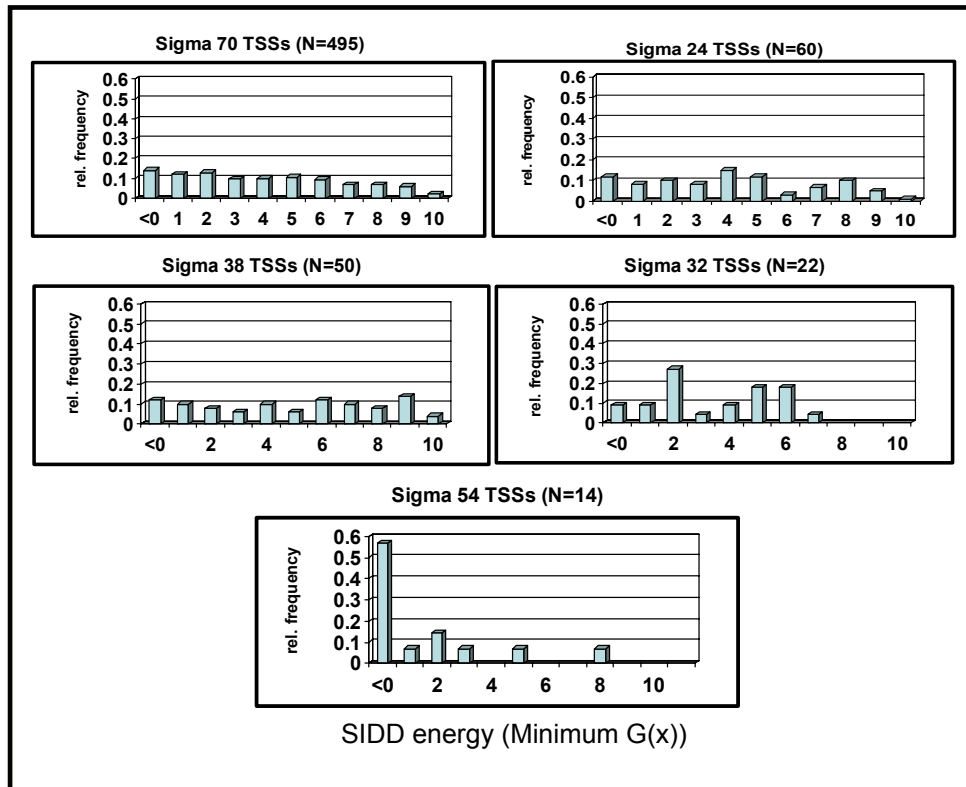 Sigma 70 TSSs (N=495)
rel. frequency
0.6
0.5
0.4
0.3
0.2
0.1
0
<0 1 2 3 4 5 6 7 8 9 10
Sigma 24 TSSs (N=60)
rel. frequency
0.6
0.5
0.4
0.3
0.2
0.1
0
<0 1 2 3 4 5 6 7 8 9 10
Sigma 38 TSSs (N=50)
rel. frequency
0.6
0.5
0.4
0.3
0.2
0.1
0
<0 2 4 6 8 10
Sigma 32 TSSs (N=22)
rel. frequency
0.6
0.5
0.4
0.3
0.2
0.1
0
<0 2 4 6 8 10
Sigma 54 TSSs (N=14)
rel. frequency
0.6
0.5
0.4
0.3
0.2
0.1
0
<0 2 4 6 8 10
SIDD energy (Minimum G(x))